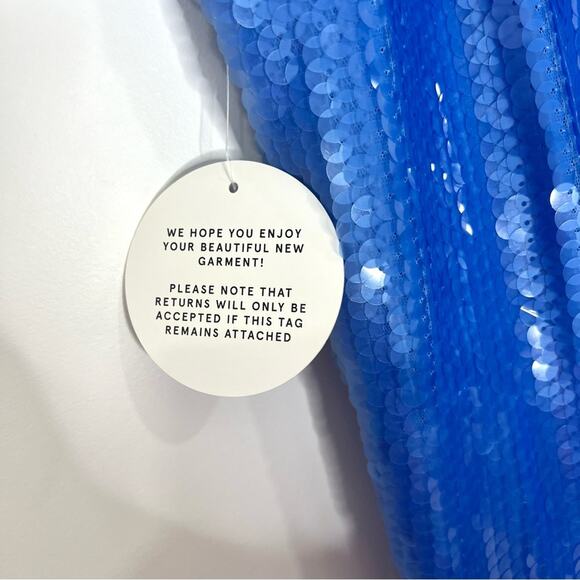 WE HOPE YOU ENJOY
YOUR BEAUTIFUL NEW
GARMENT!
PLEASE NOTE THAT
RETURNS WILL ONLY BE
ACCEPTED IF THIS TAG
REMAINS ATTACHED